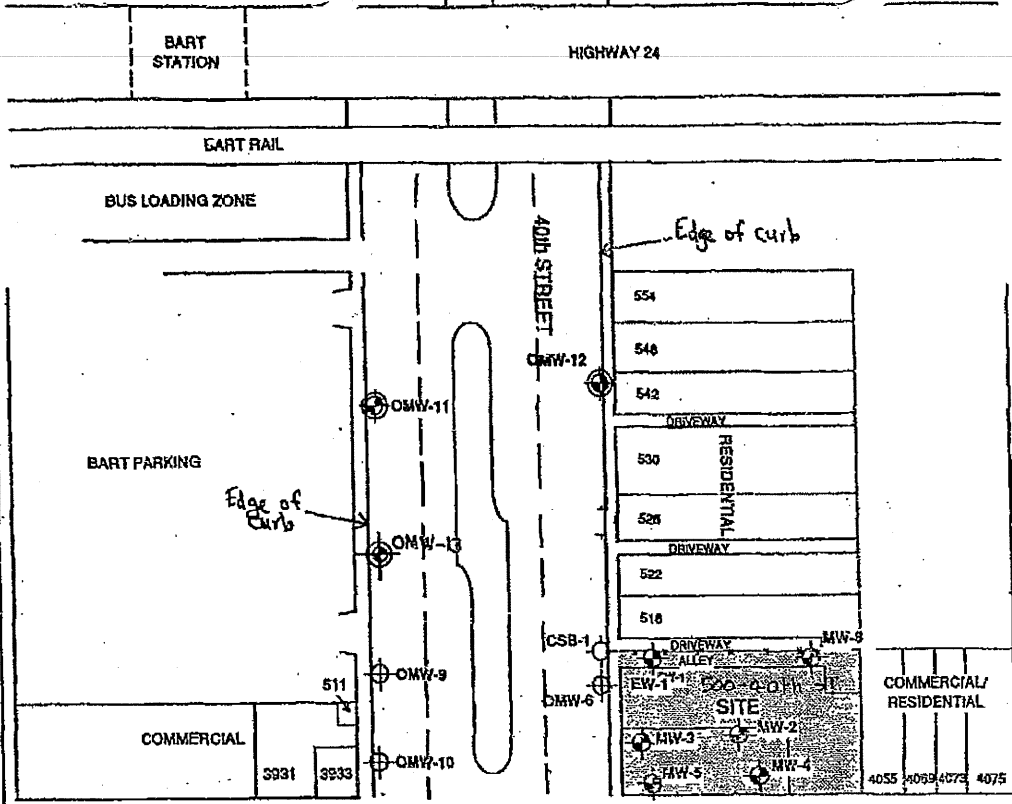 BART
STATION
HIGHWAY 24
BART RAIL
BUS LOADING ZONE
40th STREET
Edge of curb
554
548
OMW-12
542
OMW-11
DRIVEWAY
BART PARKING
530
RESIDENTIAL
Edge of
curb
526
OMW-13
DRIVEWAY
522
518
CSB-1
DRIVEWAY
MW-8
ALLEY
OMW-9
511
EW-1
OMW-6
SITE
COMMERCIAL/
RESIDENTIAL
COMMERCIAL
MW-2
MW-3
3931
3933
OMW-10
MW-4
MW-5
4055
4069
4073
4075